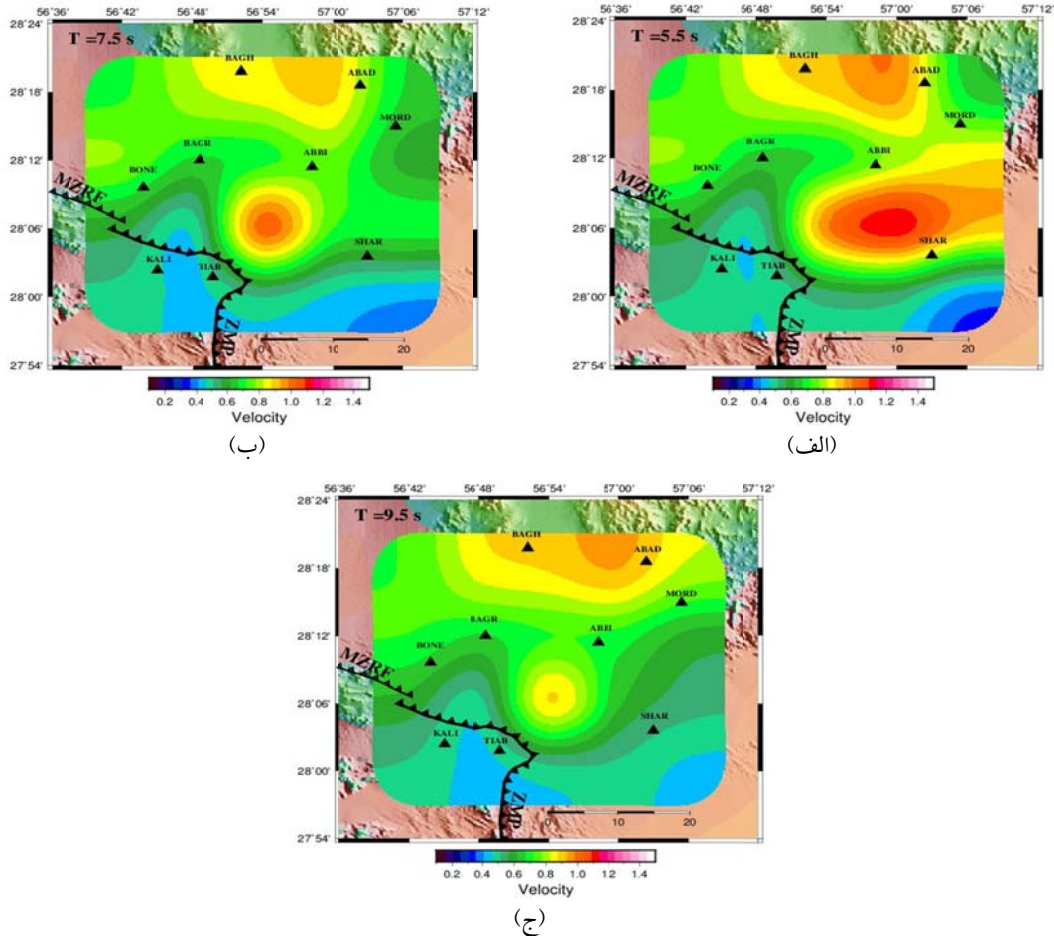 56˚36' 56˚42' 56˚48' 56˚54' 57˚00' 57˚06' 57˚12'
28˚24'
28˚18'
28˚12'
28˚06'
28˚00'
27˚54'
T =5.5 s
BAGH
ABAD
MORD
ABBI
BAGR
BONE
MZRF
SHAR
KALI
TIAB
ZMP
0 10 20
0.2 0.4 0.6 0.8 1.0 1.2 1.4
Velocity
(الف)
56˚36' 56˚42' 56˚48' 56˚54' 57˚00' 57˚06' 57˚12'
28˚24'
28˚18'
28˚12'
28˚06'
28˚00'
27˚54'
T =7.5 s
BAGH
ABAD
MORD
BAGR
ABBI
BONE
MZRF
SHAR
KALI
TIAB
ZMP
0 10 20
0.2 0.4 0.6 0.8 1.0 1.2 1.4
Velocity
(ب)
56˚36' 56˚42' 56˚48' 56˚54' 57˚00' 57˚06' 57˚12'
28˚24'
28˚18'
28˚12'
28˚06'
28˚00'
27˚54'
T =9.5 s
BAGH
ABAD
MORD
BAGR
ABBI
BONE
MZRF
SHAR
KALI
TIAB
ZMP
0 10 20
0.2 0.4 0.6 0.8 1.0 1.2 1.4
Velocity
(ج)